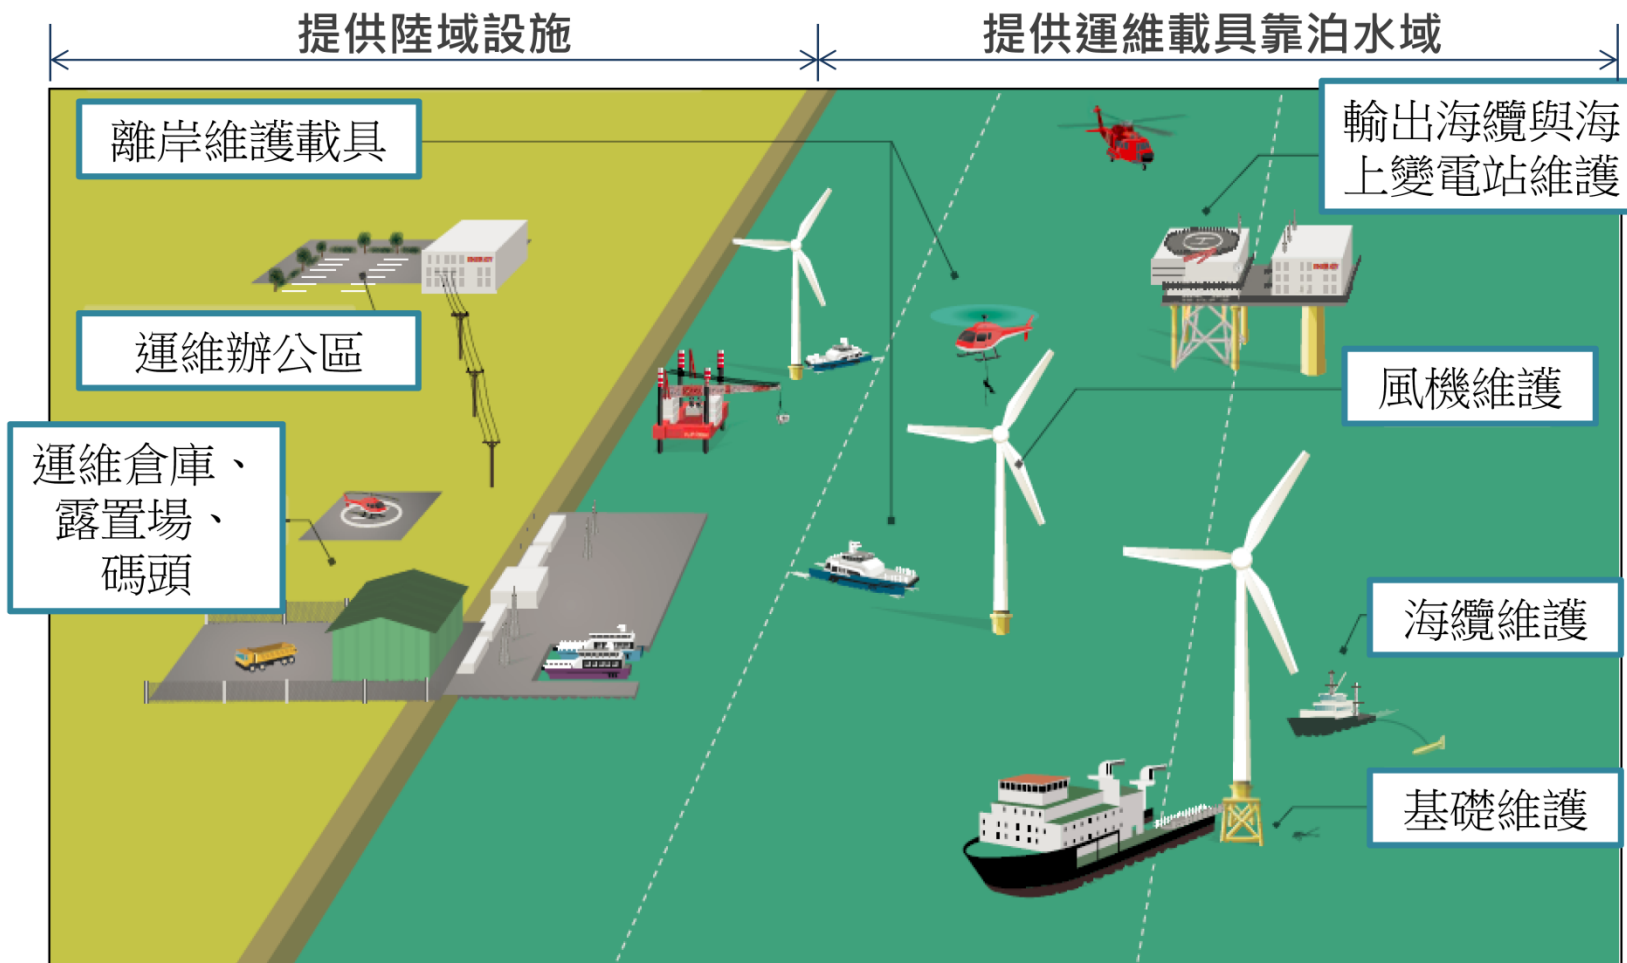 提供陸域設施
提供運維載具靠泊水域
離岸維護載具
輸出海纜與海
上變電站維護
運維辦公區
風機維護
運維倉庫、
露置場、
碼頭
海纜維護
基礎維護